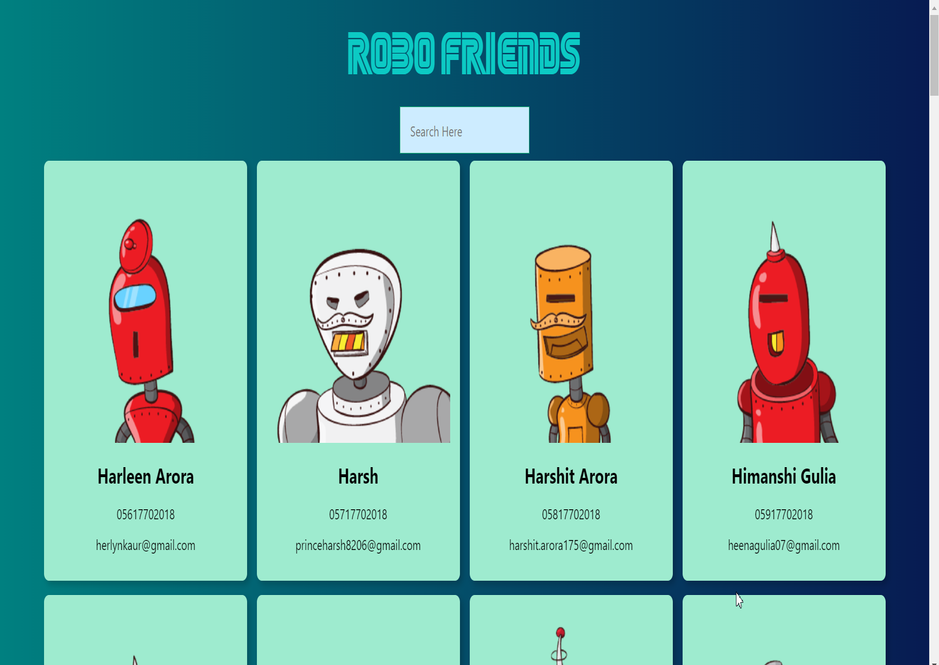 ROBO FRIENDS
Search Here
Harleen Arora
05617702018
herlynkaur@gmail.com
Harsh
05717702018
princeharsh8206@gmail.com
Harshit Arora
05817702018
harshit.arora175@gmail.com
Himanshi Gulia
05917702018
heenagulia07@gmail.com